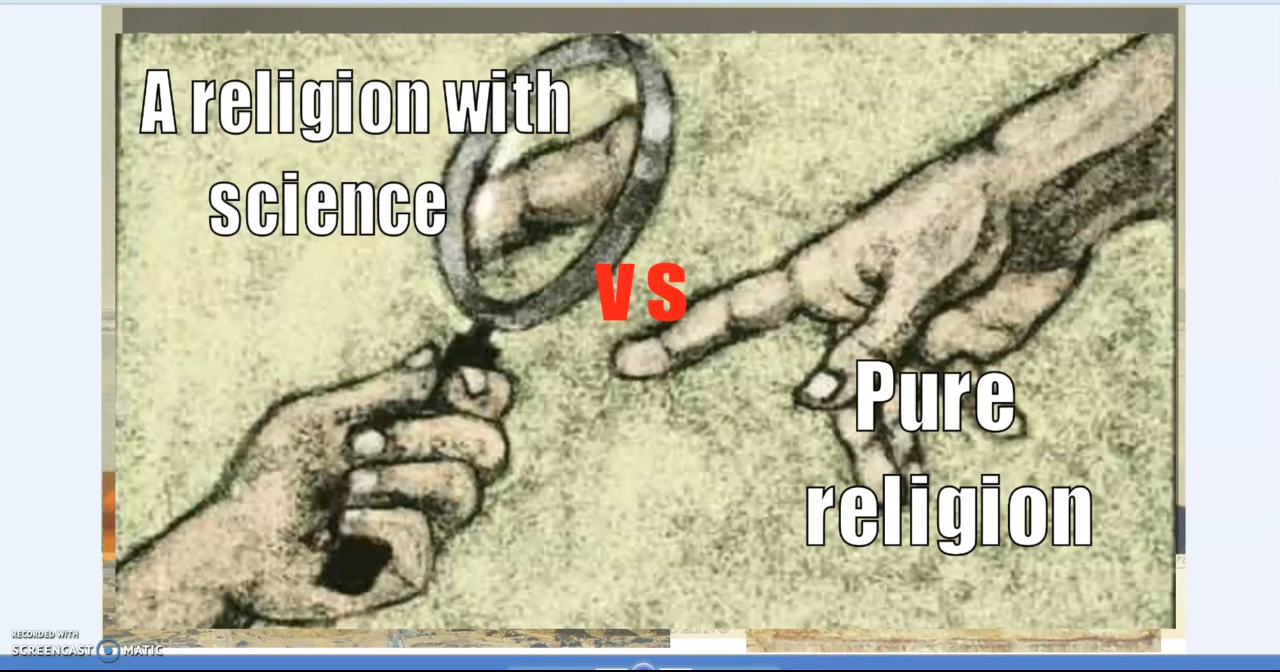 A religion with
science
VS
Pure
religion
RECORDED WITH
SCREENCAST MATIC